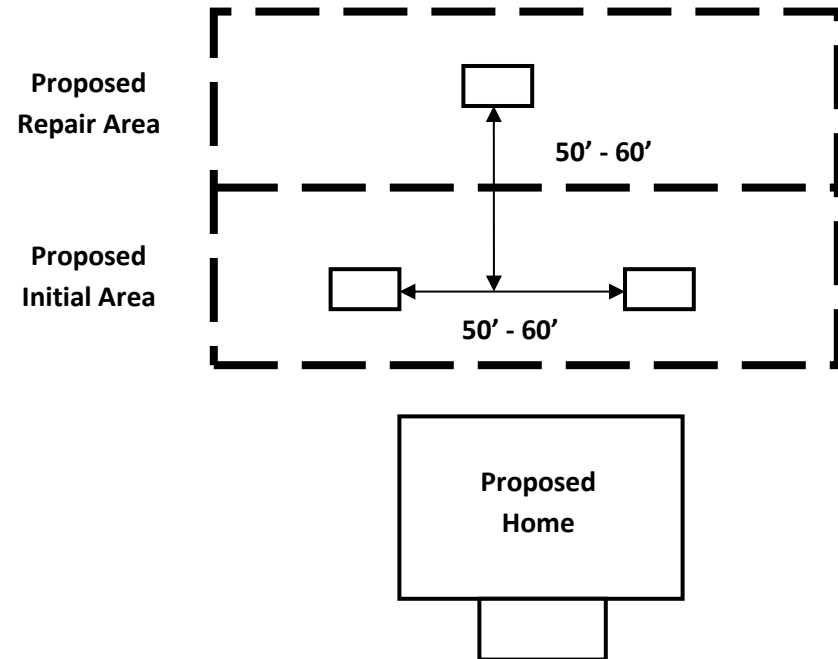 Proposed
Repair Area
50’ - 60’
Proposed
Initial Area
50’ - 60’
Proposed
Home